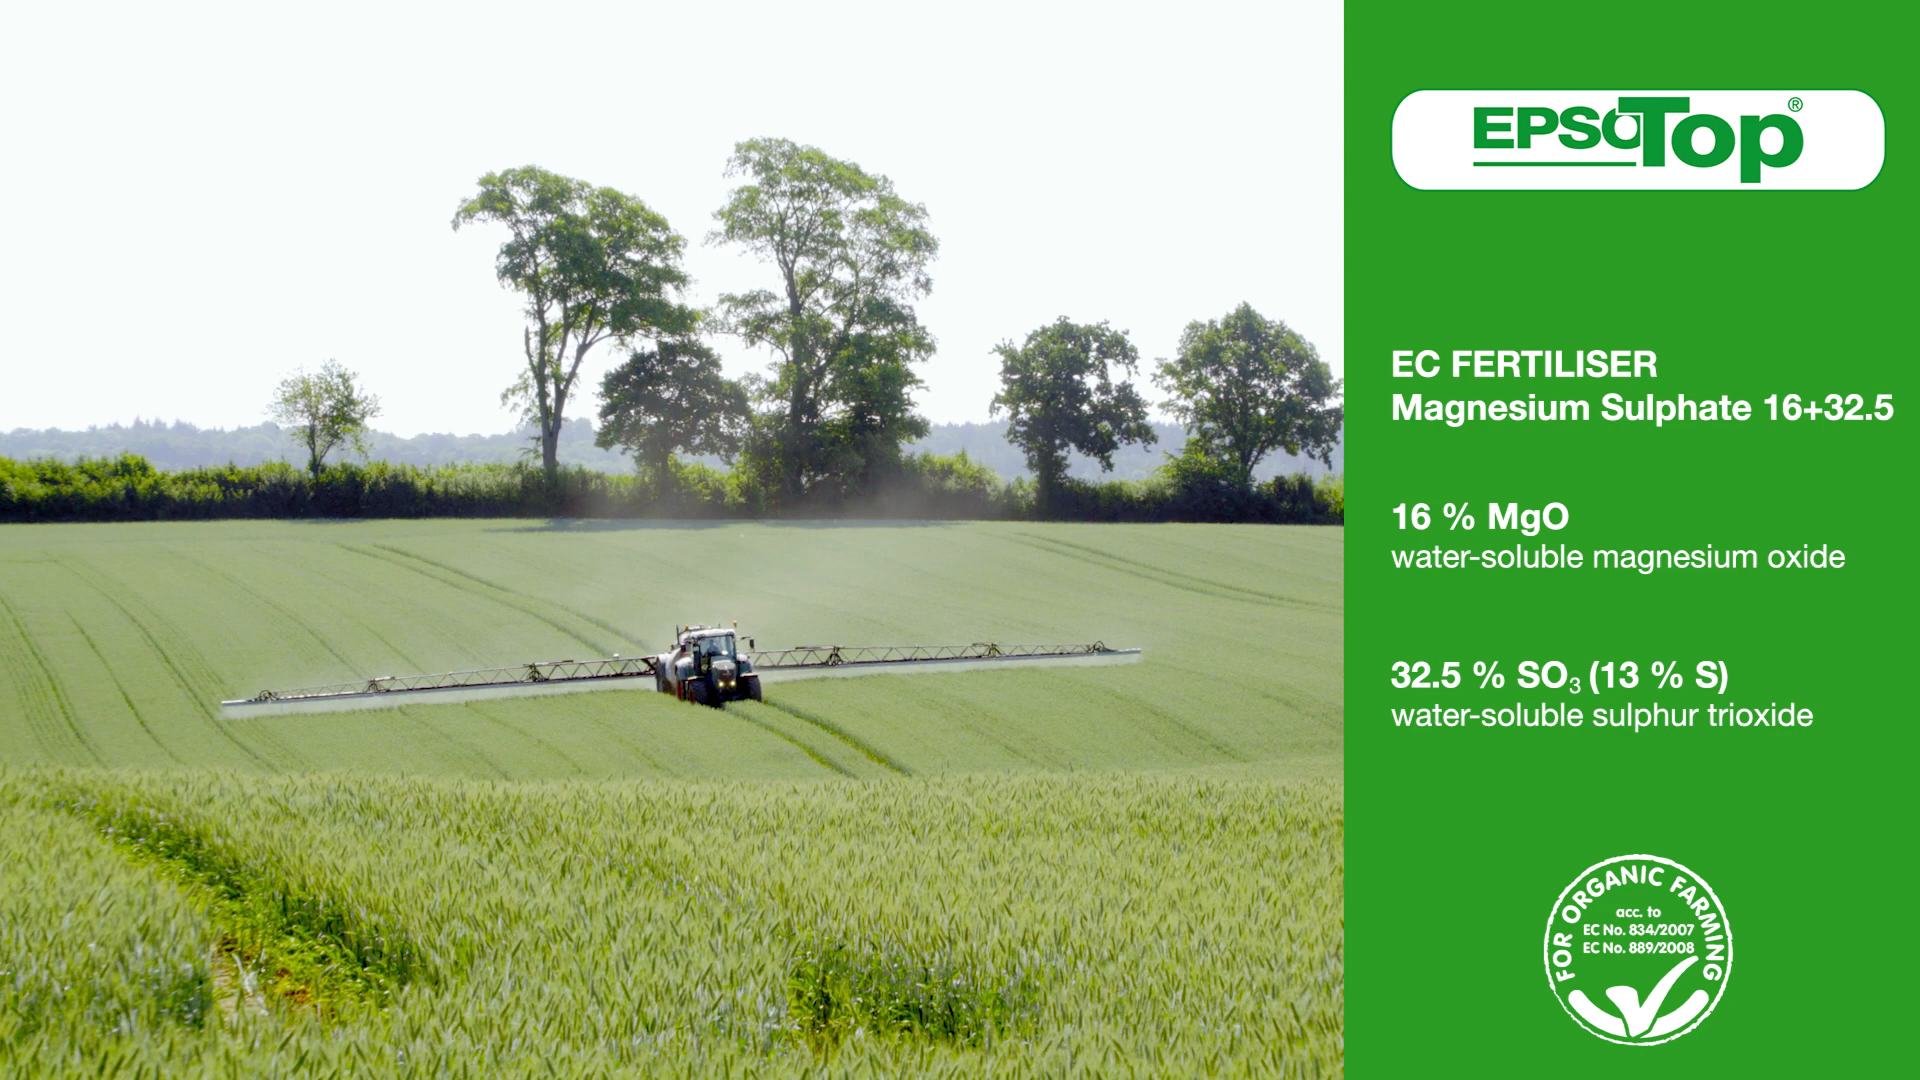 EPSOTop®
EC FERTILISER
Magnesium Sulphate 16+32.5
16 % MgO
water-soluble magnesium oxide
32.5 % SO₃ (13 % S)
water-soluble sulphur trioxide
FOR ORGANIC FARMING
acc. to
EC No. 834/2007
EC No. 889/2008